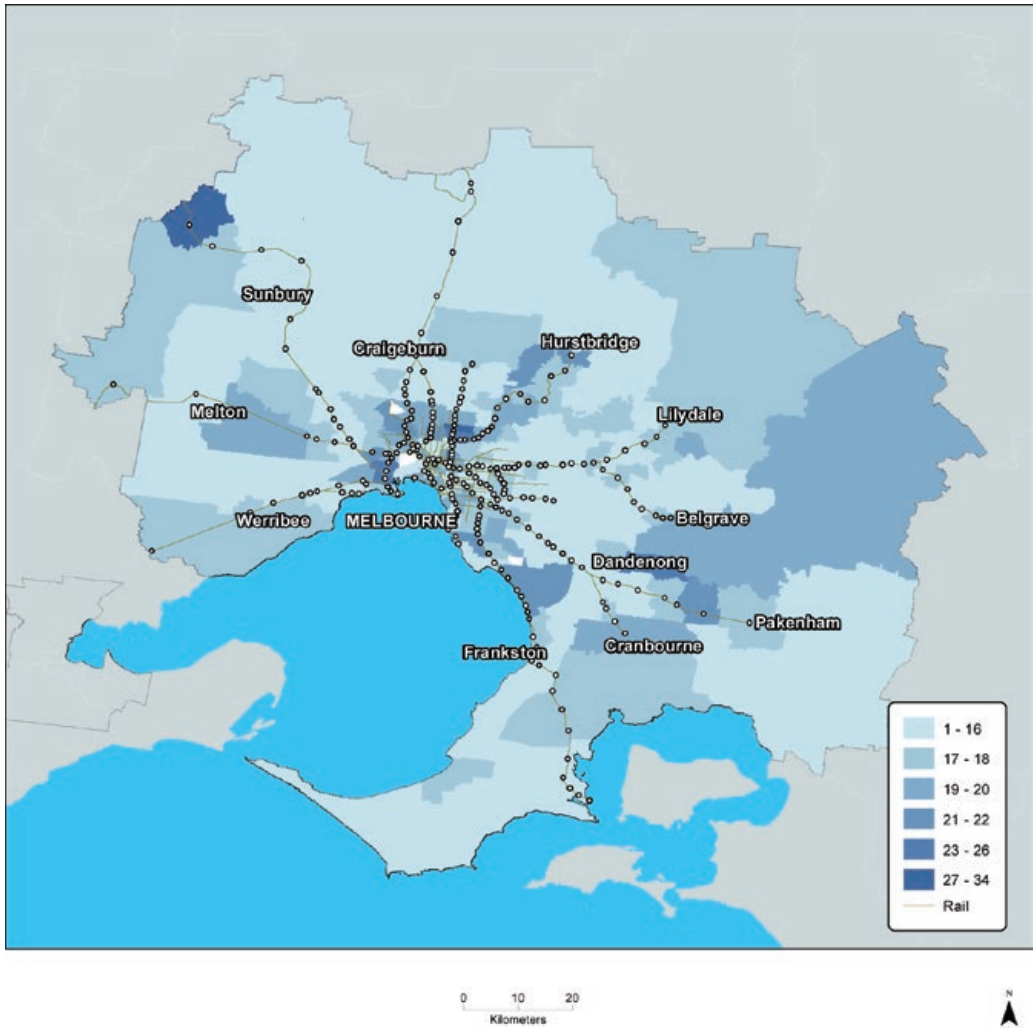 Hurstbridge
Sunbury
Craigeburn
Melton
Lilydale
Werribee
MELBOURNE
Belgrave
Dandenong
Pakenham
Cranbourne
Frankston
1 - 16
17 - 18
19 - 20
21 - 22
23 - 26
27 - 34
Rail
0 10 20
Kilometers
N